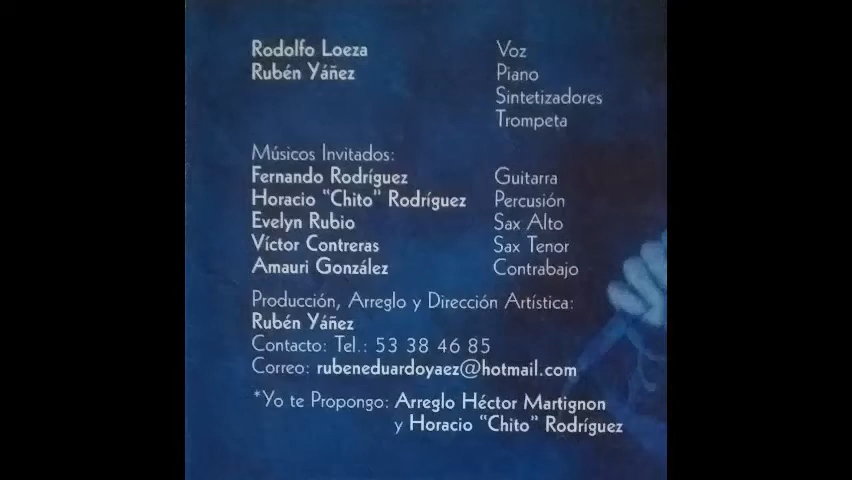 Rodolfo Loeza Voz
Rubén Yáñez Piano
Sintetizadores
Trompeta
Músicos Invitados:
Fernando Rodríguez Guitarra
Horacio "Chito" Rodríguez Percusión
Evelyn Rubio Sax Alto
Víctor Contreras Sax Tenor
Amauri González Contrabajo
Producción, Arreglo y Dirección Artística:
Rubén Yáñez
Contacto: Tel.: 53 38 46 85
Correo: rubeneduardoyaez@hotmail.com
*Yo te Propongo: Arreglo Héctor Martignon
y Horacio "Chito" Rodríguez